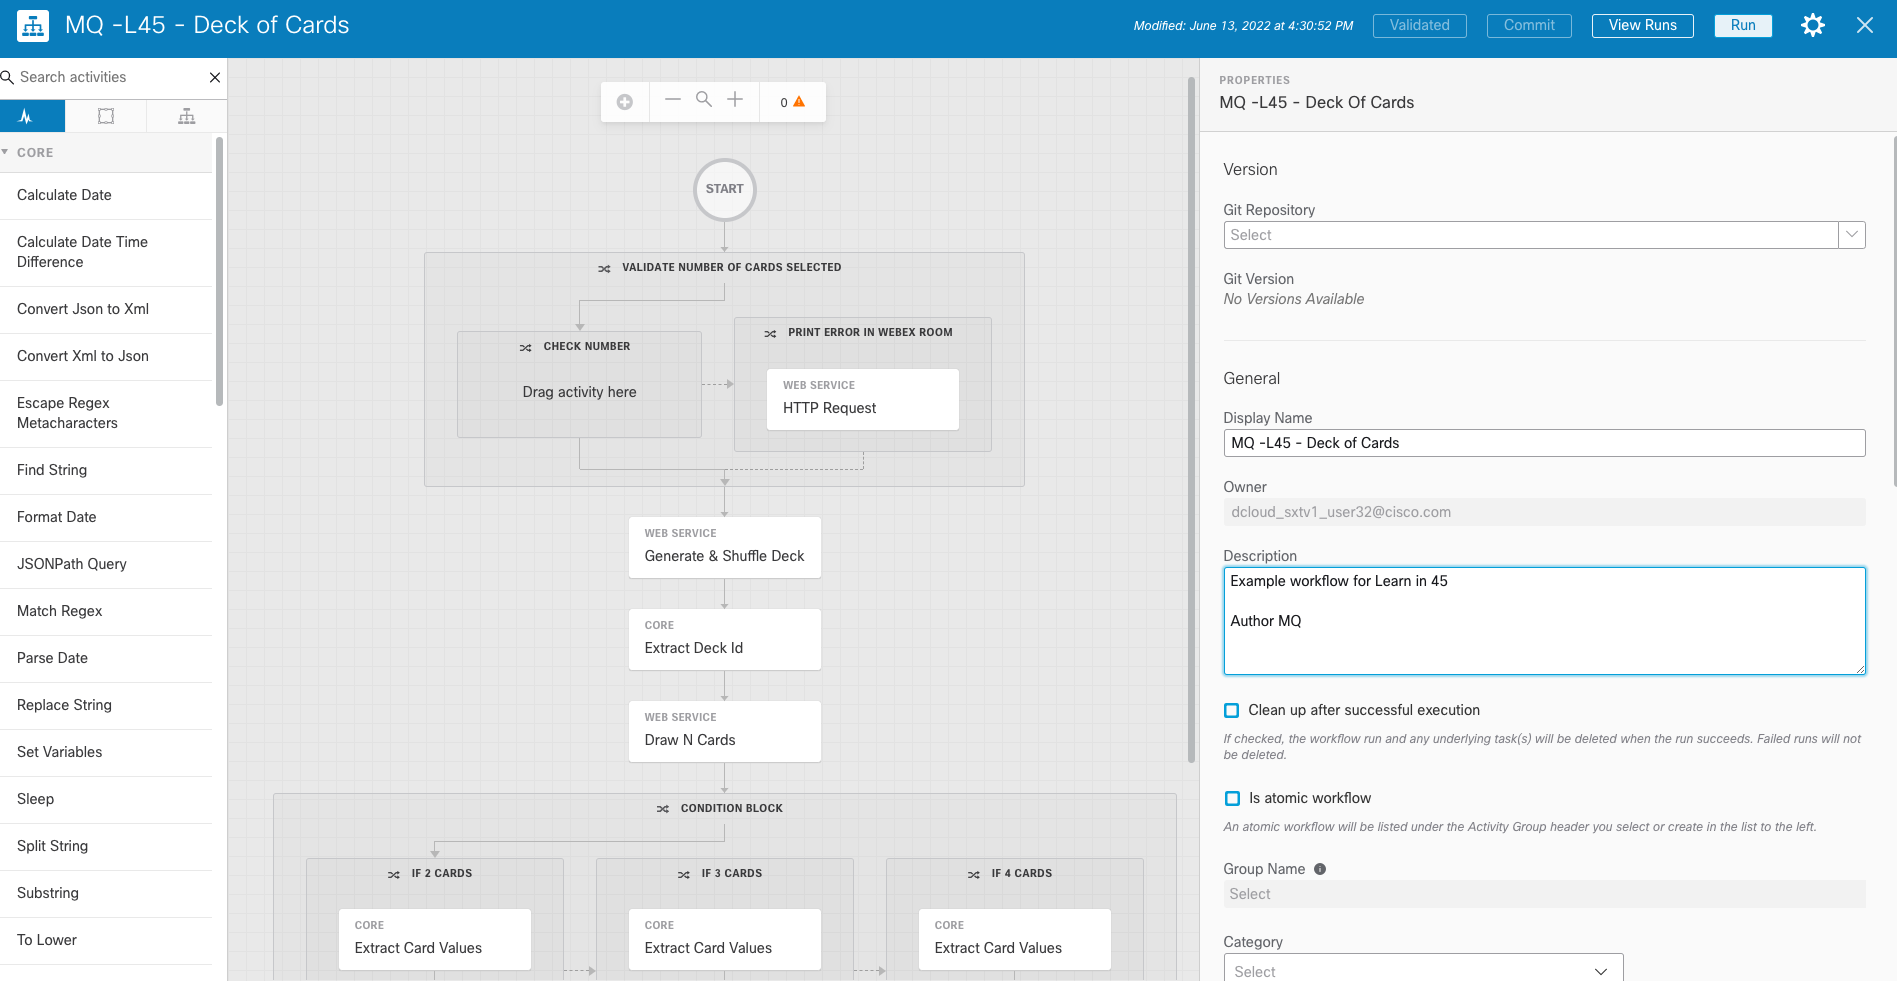 MQ -L45 - Deck of Cards
Modified: June 13, 2022 at 4:30:52 PM
Validated
Commit
View Runs
Run
Search activities
CORE
Calculate Date
Calculate Date Time
Difference
Convert Json to Xml
Convert Xml to Json
Escape Regex
Metacharacters
Find String
Format Date
JSONPath Query
Match Regex
Parse Date
Replace String
Set Variables
Sleep
Split String
Substring
To Lower
0
START
VALIDATE NUMBER OF CARDS SELECTED
CHECK NUMBER
Drag activity here
PRINT ERROR IN WEBEX ROOM
WEB SERVICE
HTTP Request
WEB SERVICE
Generate & Shuffle Deck
CORE
Extract Deck Id
WEB SERVICE
Draw N Cards
CONDITION BLOCK
IF 2 CARDS
CORE
Extract Card Values
IF 3 CARDS
CORE
Extract Card Values
IF 4 CARDS
CORE
Extract Card Values
PROPERTIES
MQ -L45 - Deck Of Cards
Version
Git Repository
Select
Git Version
No Versions Available
General
Display Name
MQ -L45 - Deck of Cards
Owner
dcloud_sxtv1_user32@cisco.com
Description
Example workflow for Learn in 45
Author MQ
Clean up after successful execution
If checked, the workflow run and any underlying task(s) will be deleted when the run succeeds. Failed runs will not
be deleted.
Is atomic workflow
An atomic workflow will be listed under the Activity Group header you select or create in the list to the left.
Group Name
Select
Category
Select